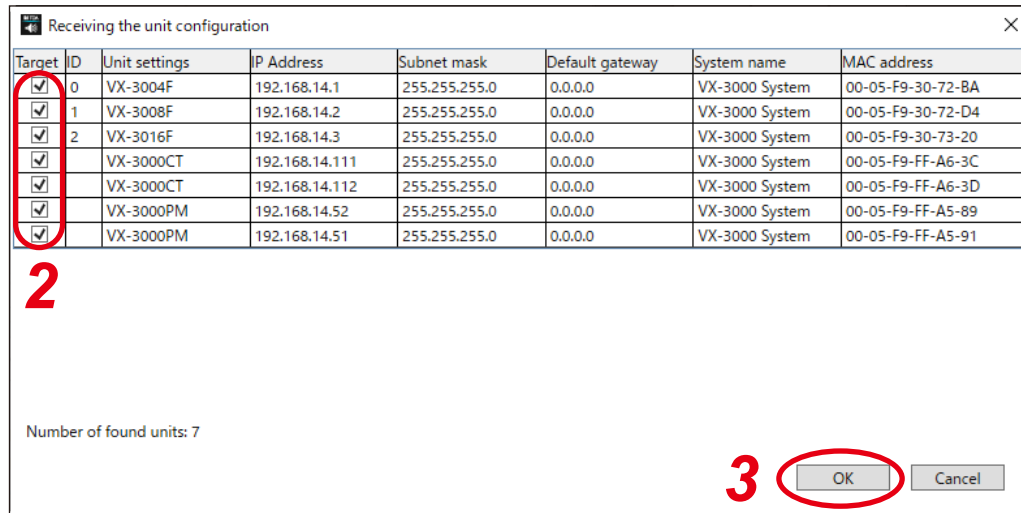 Receiving the unit configuration
Target ID Unit settings IP Address Subnet mask Default gateway System name MAC address
0 VX-3004F 192.168.14.1 255.255.255.0 0.0.0.0 VX-3000 System 00-05-F9-30-72-BA
1 VX-3008F 192.168.14.2 255.255.255.0 0.0.0.0 VX-3000 System 00-05-F9-30-72-D4
2 VX-3016F 192.168.14.3 255.255.255.0 0.0.0.0 VX-3000 System 00-05-F9-30-73-20
VX-3000CT 192.168.14.111 255.255.255.0 0.0.0.0 VX-3000 System 00-05-F9-FF-A6-3C
VX-3000CT 192.168.14.112 255.255.255.0 0.0.0.0 VX-3000 System 00-05-F9-FF-A6-3D
VX-3000PM 192.168.14.52 255.255.255.0 0.0.0.0 VX-3000 System 00-05-F9-FF-A5-89
VX-3000PM 192.168.14.51 255.255.255.0 0.0.0.0 VX-3000 System 00-05-F9-FF-A5-91
2
Number of found units: 7
3 OK Cancel